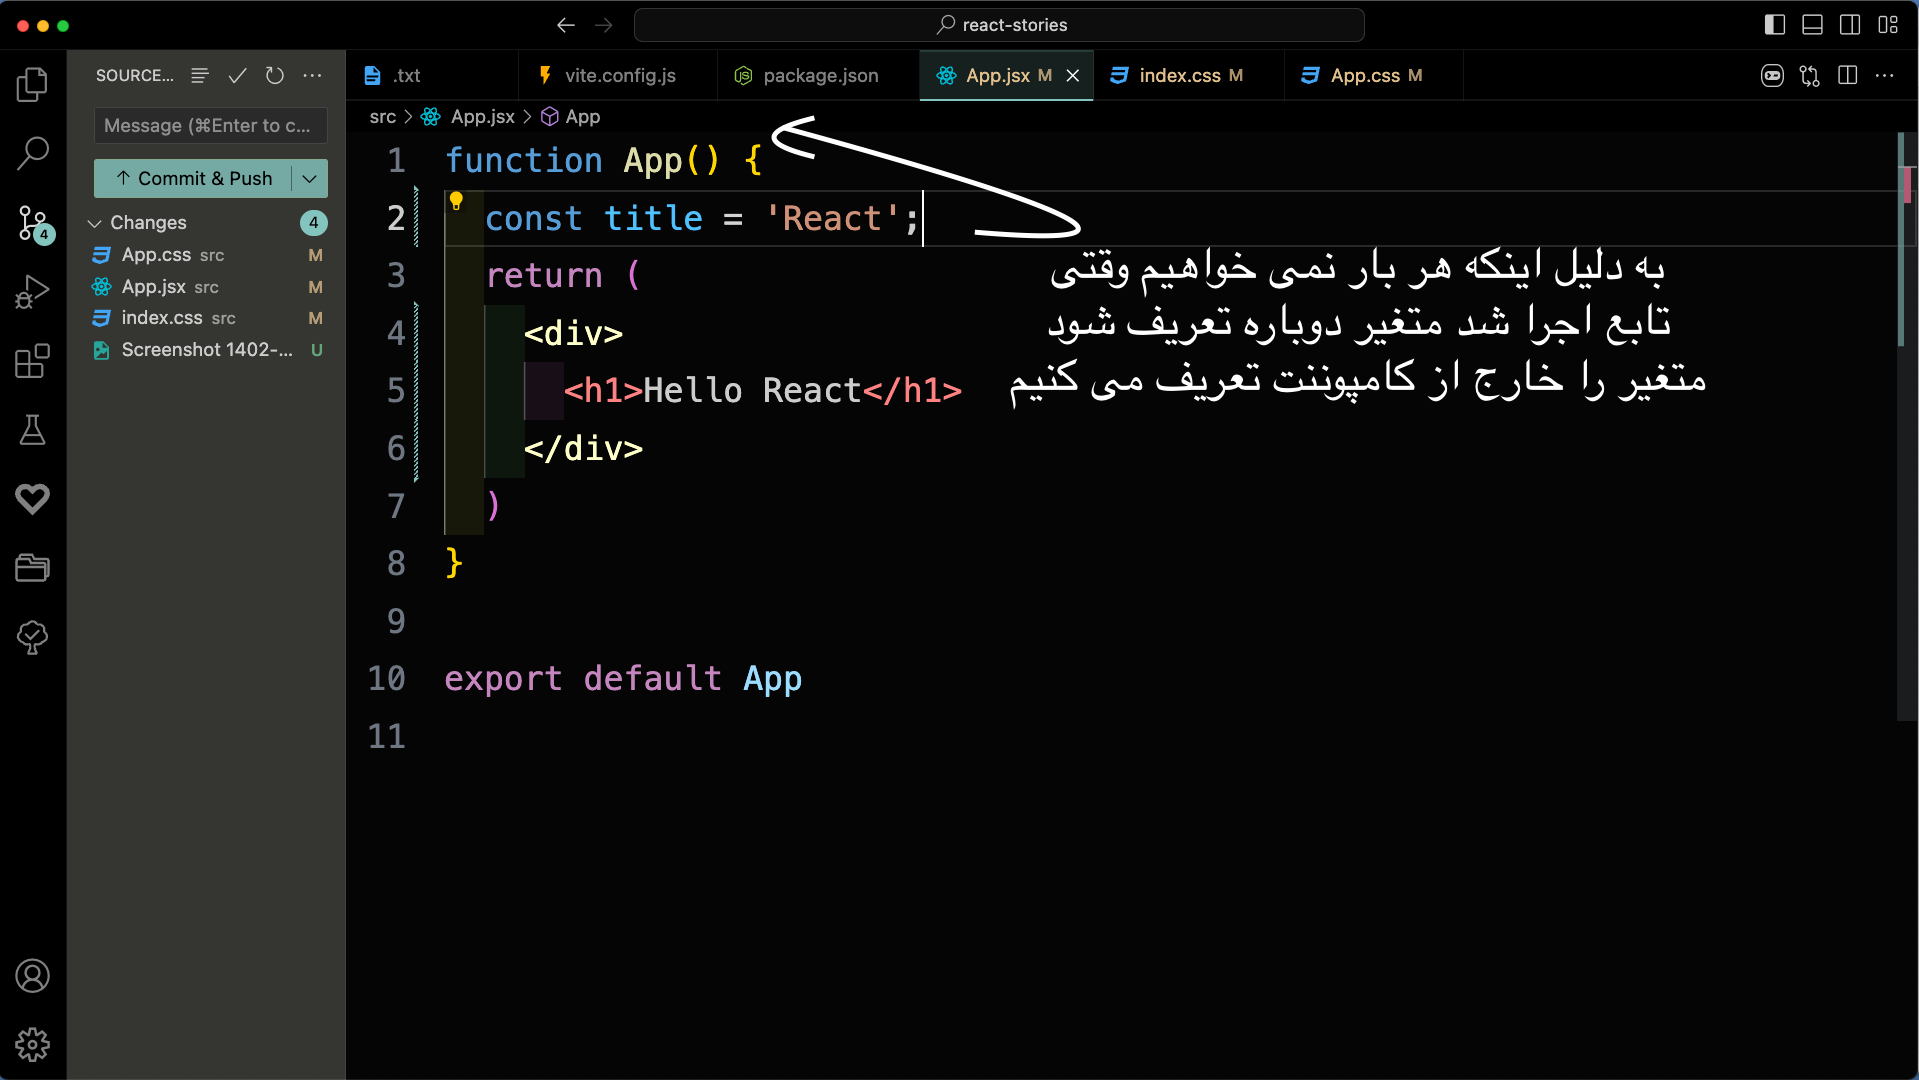 react-stories
SOURCE...
.txt
vite.config.js
package.json
App.jsx M
index.css M
App.css M
src > App.jsx > App
Message (⌘Enter to c...
Commit & Push
Changes 4
App.css src M
App.jsx src M
index.css src M
Screenshot 1402-... U
4
1 function App() {
2 const title = 'React';
3 return (
4 <div>
5 <h1>Hello React</h1>
6 </div>
7 )
8 }
9
10 export default App
11
به دلیل اینکه هر بار نمی خواهیم وقتی
تابع اجرا شد متغیر دوباره تعریف شود
متغیر را خارج از کامپوننت تعریف می کنیم